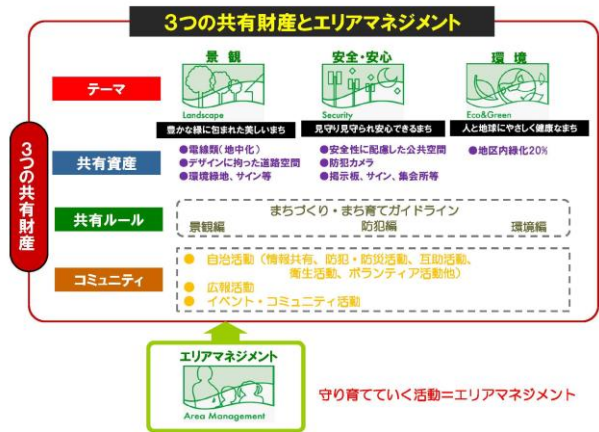 3つの共有財産とエリアマネジメント
景 観
安全・安心
環 境
テーマ
Landscape
Security
Eco&Green
豊かな緑に包まれた美しいまち
見守り見守られ安心できるまち
人と地球にやさしく健康なまち
3つの共有財産
共有資産
●電線類(地中化)
●デザインに拘った道路空間
●環境緑地、サイン等
●安全性に配慮した公共空間
●防犯カメラ
●掲示板、サイン、集会所等
●地区内緑化20%
共有ルール
まちづくり・まち育てガイドライン
景観編
防犯編
環境編
コミュニティ
● 自治活動(情報共有、防犯・防災活動、互助活動、
衛生活動、ボランティア活動他)
● 広報活動
● イベント・コミュニティ活動
エリアマネジメント
Area Management
守り育てていく活動=エリアマネジメント